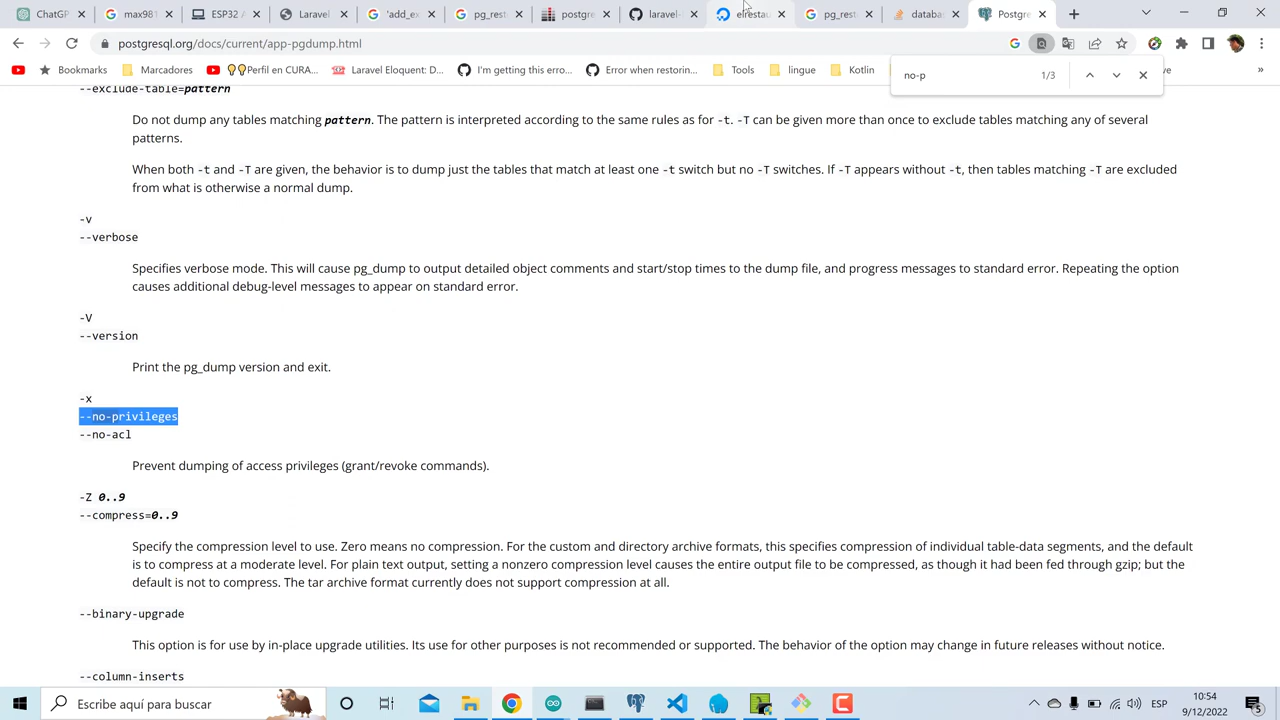 ChatGP
max981
ESP32 A
Laravel
'add_ex
pg_rest
postgre
laravel-
elrestau
pg_rest
databas
Postgre
postgresql.org/docs/current/app-pgdump.html
Bookmarks
Marcadores
Perfil en CURA...
Laravel Eloquent: D...
I'm getting this erro...
Error when restorin...
Tools
lingue
Kotlin
ve
»
no-p
1/3
--exclude-table=pattern
Do not dump any tables matching pattern. The pattern is interpreted according to the same rules as for -t. -T can be given more than once to exclude tables matching any of several
patterns.
When both -t and -T are given, the behavior is to dump just the tables that match at least one -t switch but no -T switches. If -T appears without -t, then tables matching -T are excluded
from what is otherwise a normal dump.
-v
--verbose
Specifies verbose mode. This will cause pg_dump to output detailed object comments and start/stop times to the dump file, and progress messages to standard error. Repeating the option
causes additional debug-level messages to appear on standard error.
-V
--version
Print the pg_dump version and exit.
-x
--no-privileges
--no-acl
Prevent dumping of access privileges (grant/revoke commands).
-Z 0..9
--compress=0..9
Specify the compression level to use. Zero means no compression. For the custom and directory archive formats, this specifies compression of individual table-data segments, and the default
is to compress at a moderate level. For plain text output, setting a nonzero compression level causes the entire output file to be compressed, as though it had been fed through gzip; but the
default is not to compress. The tar archive format currently does not support compression at all.
--binary-upgrade
This option is for use by in-place upgrade utilities. Its use for other purposes is not recommended or supported. The behavior of the option may change in future releases without notice.
--column-inserts
Escribe aquí para buscar
ESP
10:54
9/12/2022
5